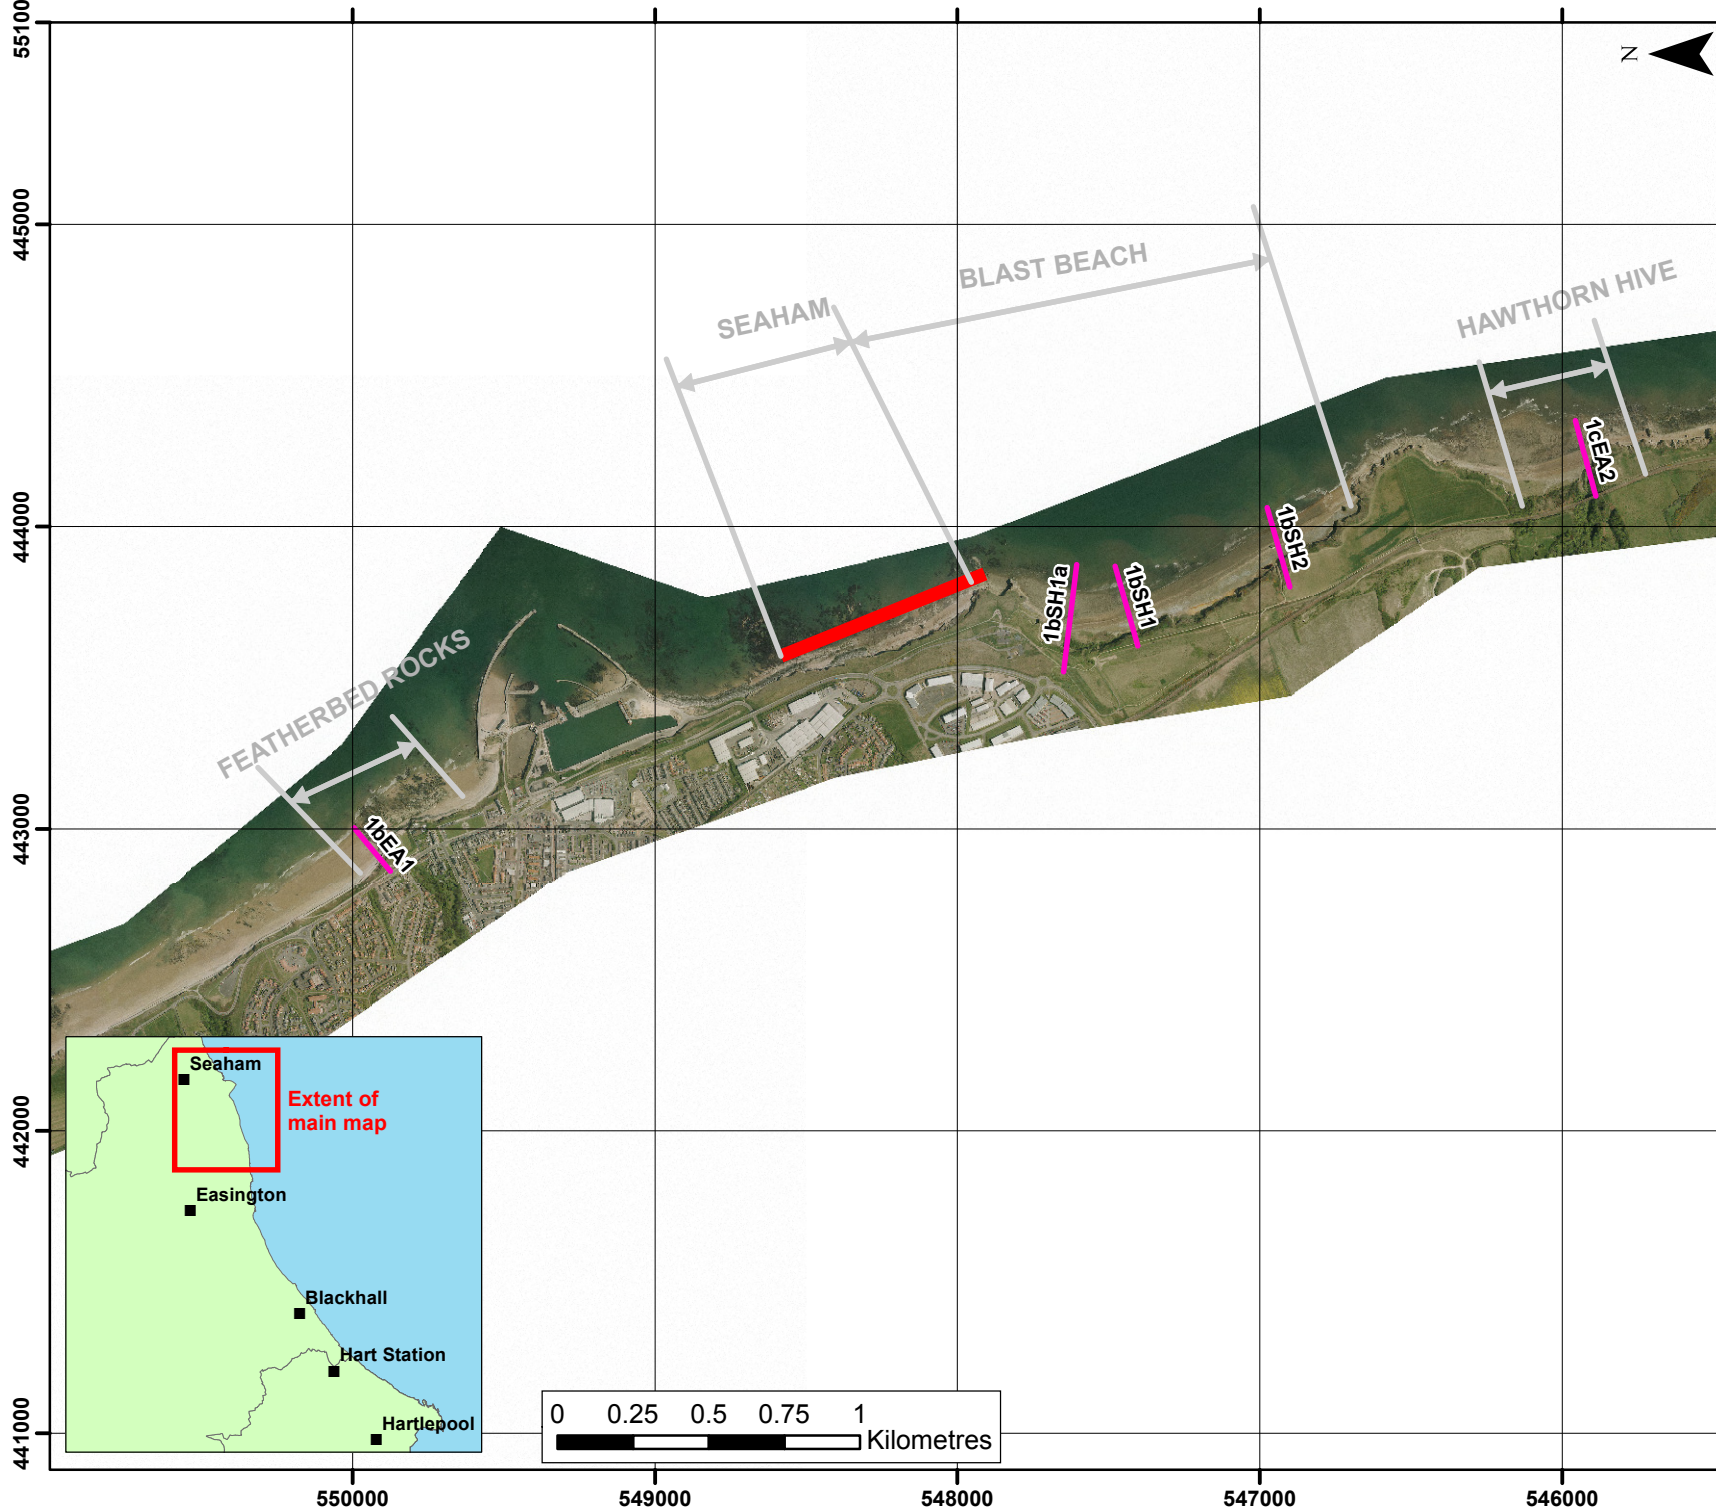 N
55100
445000
444000
443000
442000
441000
BLAST BEACH
SEAHAM
HAWTHORN HIVE
FEATHERBED ROCKS
1cEA2
1bSH2
1bSH1a
1bSH1
1bEA1
Seaham
Extent of
main map
Easington
Blackhall
Hart Station
Hartlepool
0 0.25 0.5 0.75 1
Kilometres
550000 549000 548000 547000 546000